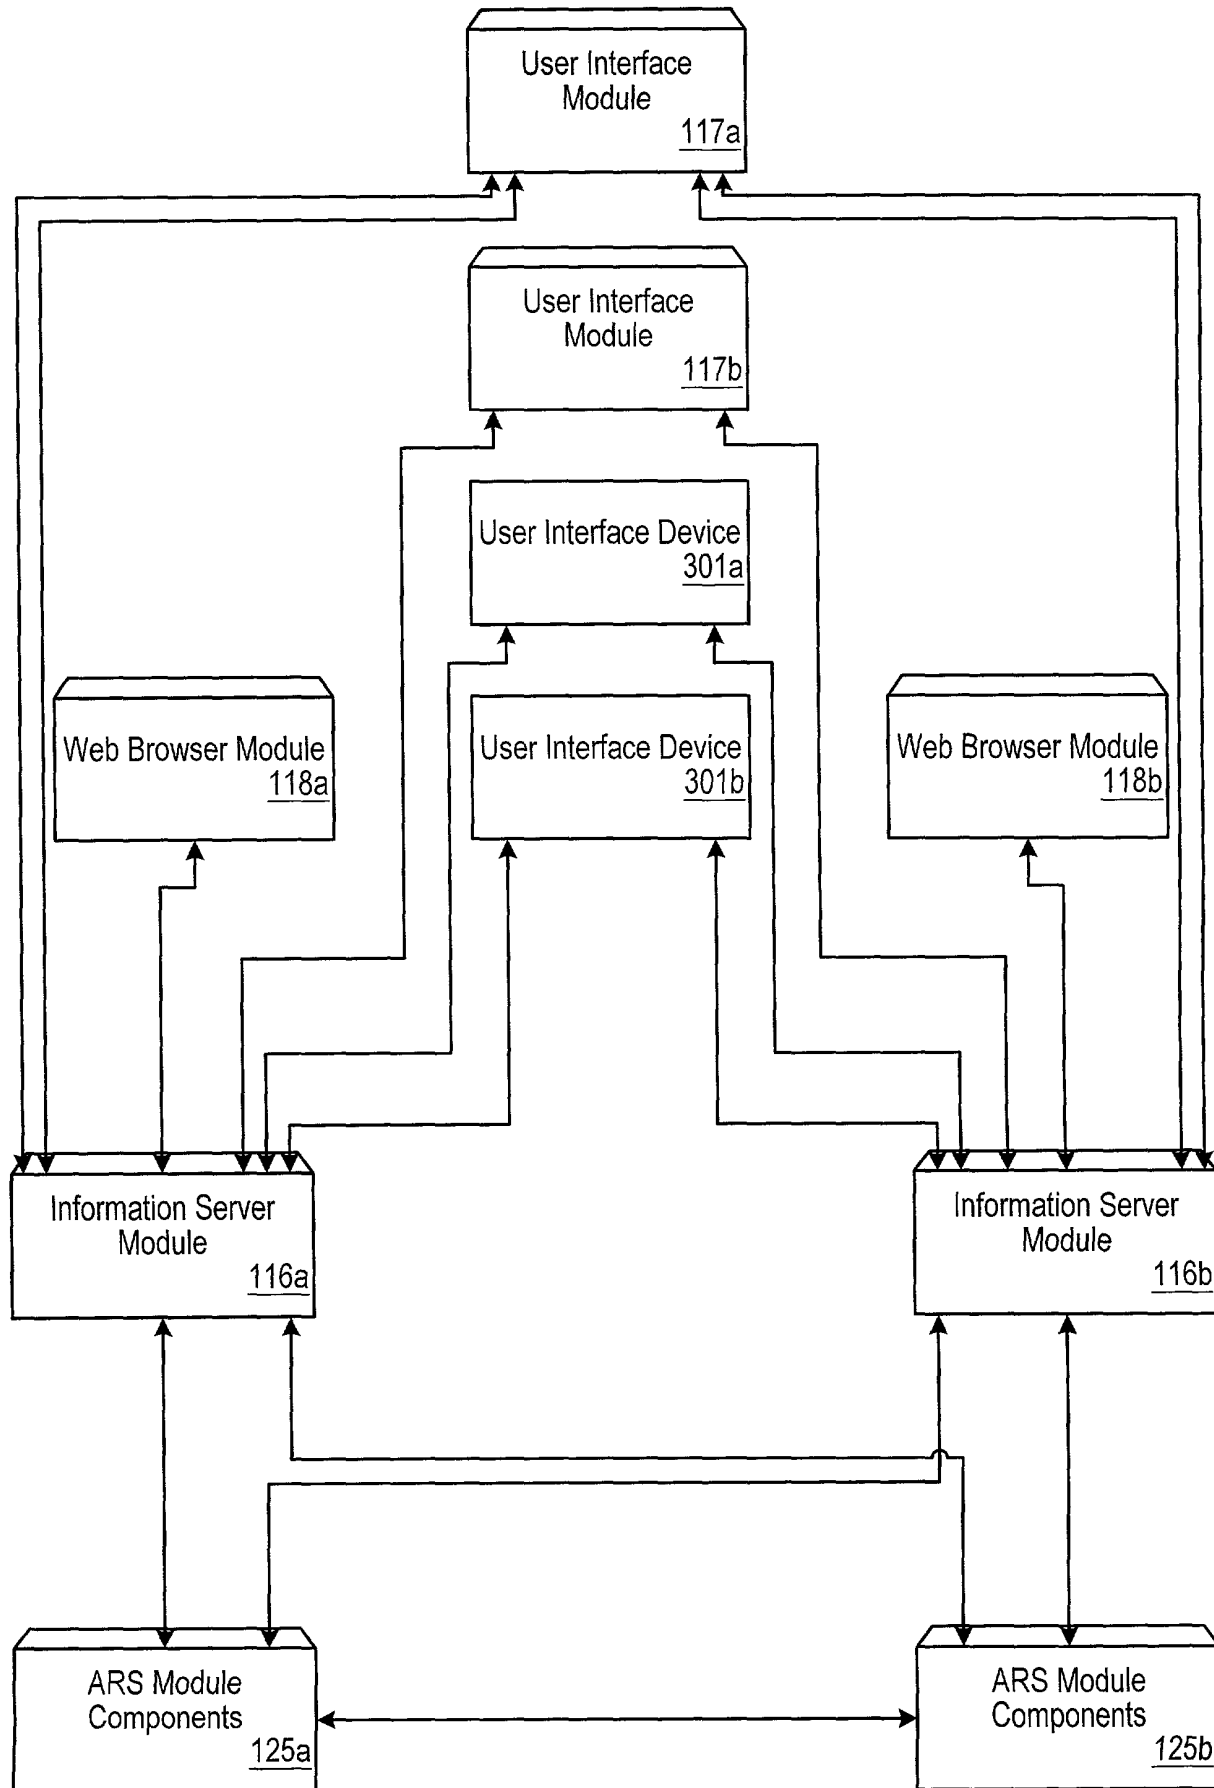 User Interface
Module
117a
User Interface
Module
117b
User Interface Device
301a
Web Browser Module
118a
User Interface Device
301b
Web Browser Module
118b
Information Server
Module
116a
Information Server
Module
116b
ARS Module
Components
125a
ARS Module
Components
125b